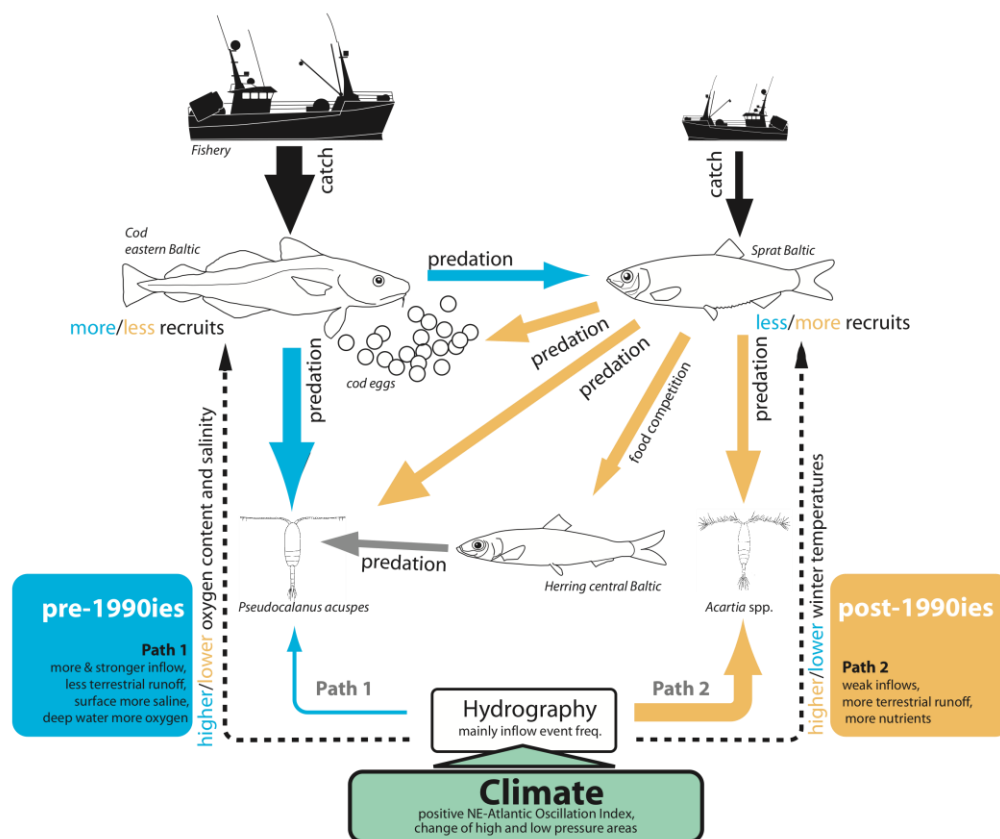 Fishery
catch
catch
Cod
eastern Baltic
predation
Sprat Baltic
more/less recruits
less/more recruits
cod eggs
predation
predation
predation
food competition
predation
higher/lower oxygen content and salinity
higher/lower winter temperatures
predation
Pseudocalanus acuspes
Herring central Baltic
Acartia spp.
pre-1990ies
Path 1
more & stronger inflow,
less terrestrial runoff,
surface more saline,
deep water more oxygen
post-1990ies
Path 2
weak inflows,
more terrestrial runoff,
more nutrients
Path 1
Path 2
Hydrography
mainly inflow event freq.
Climate
positive NE-Atlantic Oscillation Index,
change of high and low pressure areas